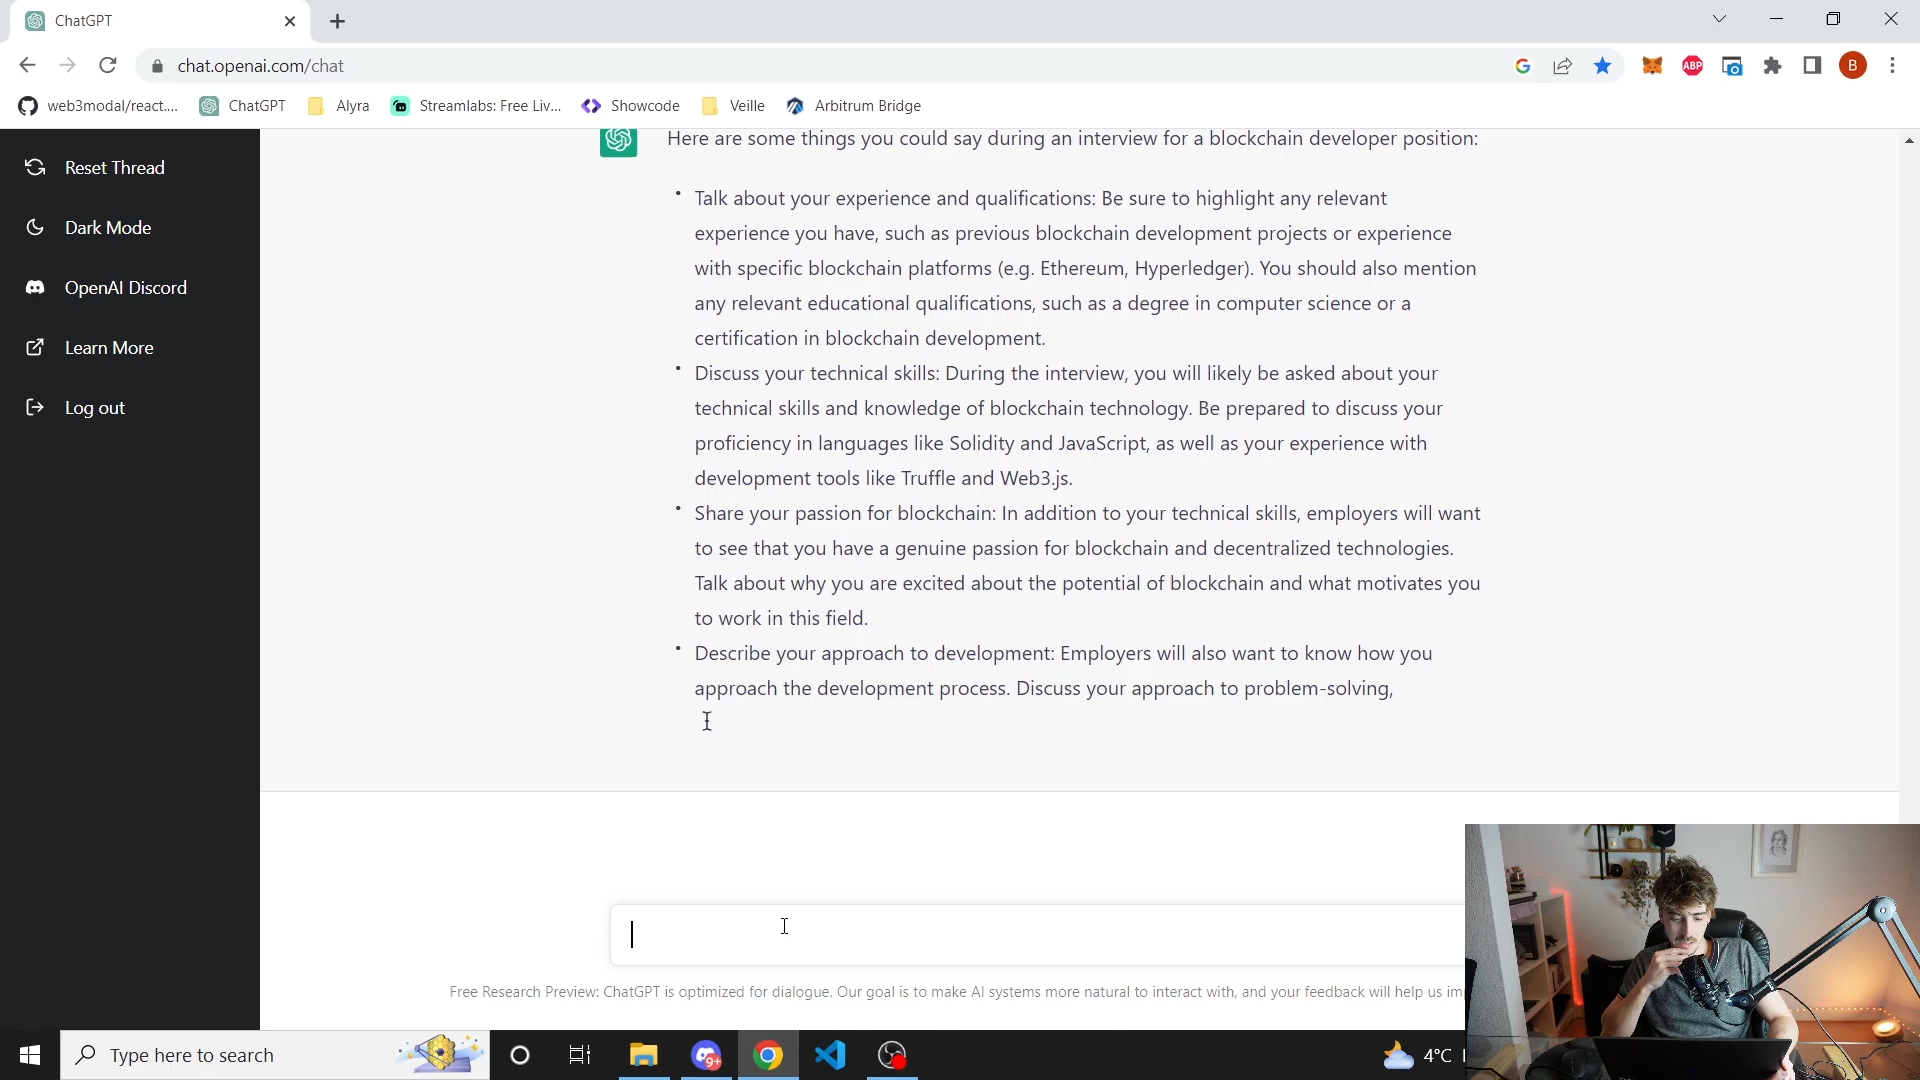 ChatGPT
chat.openai.com/chat
web3modal/react....
ChatGPT
Alyra
Streamlabs: Free Liv...
Showcode
Veille
Arbitrum Bridge
ABP
B
Reset Thread
Dark Mode
OpenAI Discord
Learn More
Log out
Here are some things you could say during an interview for a blockchain developer position:
• Talk about your experience and qualifications: Be sure to highlight any relevant
experience you have, such as previous blockchain development projects or experience
with specific blockchain platforms (e.g. Ethereum, Hyperledger). You should also mention
any relevant educational qualifications, such as a degree in computer science or a
certification in blockchain development.
• Discuss your technical skills: During the interview, you will likely be asked about your
technical skills and knowledge of blockchain technology. Be prepared to discuss your
proficiency in languages like Solidity and JavaScript, as well as your experience with
development tools like Truffle and Web3.js.
• Share your passion for blockchain: In addition to your technical skills, employers will want
to see that you have a genuine passion for blockchain and decentralized technologies.
Talk about why you are excited about the potential of blockchain and what motivates you
to work in this field.
• Describe your approach to development: Employers will also want to know how you
approach the development process. Discuss your approach to problem-solving,
Free Research Preview: ChatGPT is optimized for dialogue. Our goal is to make AI systems more natural to interact with, and your feedback will help us
Type here to search
9+
4°C